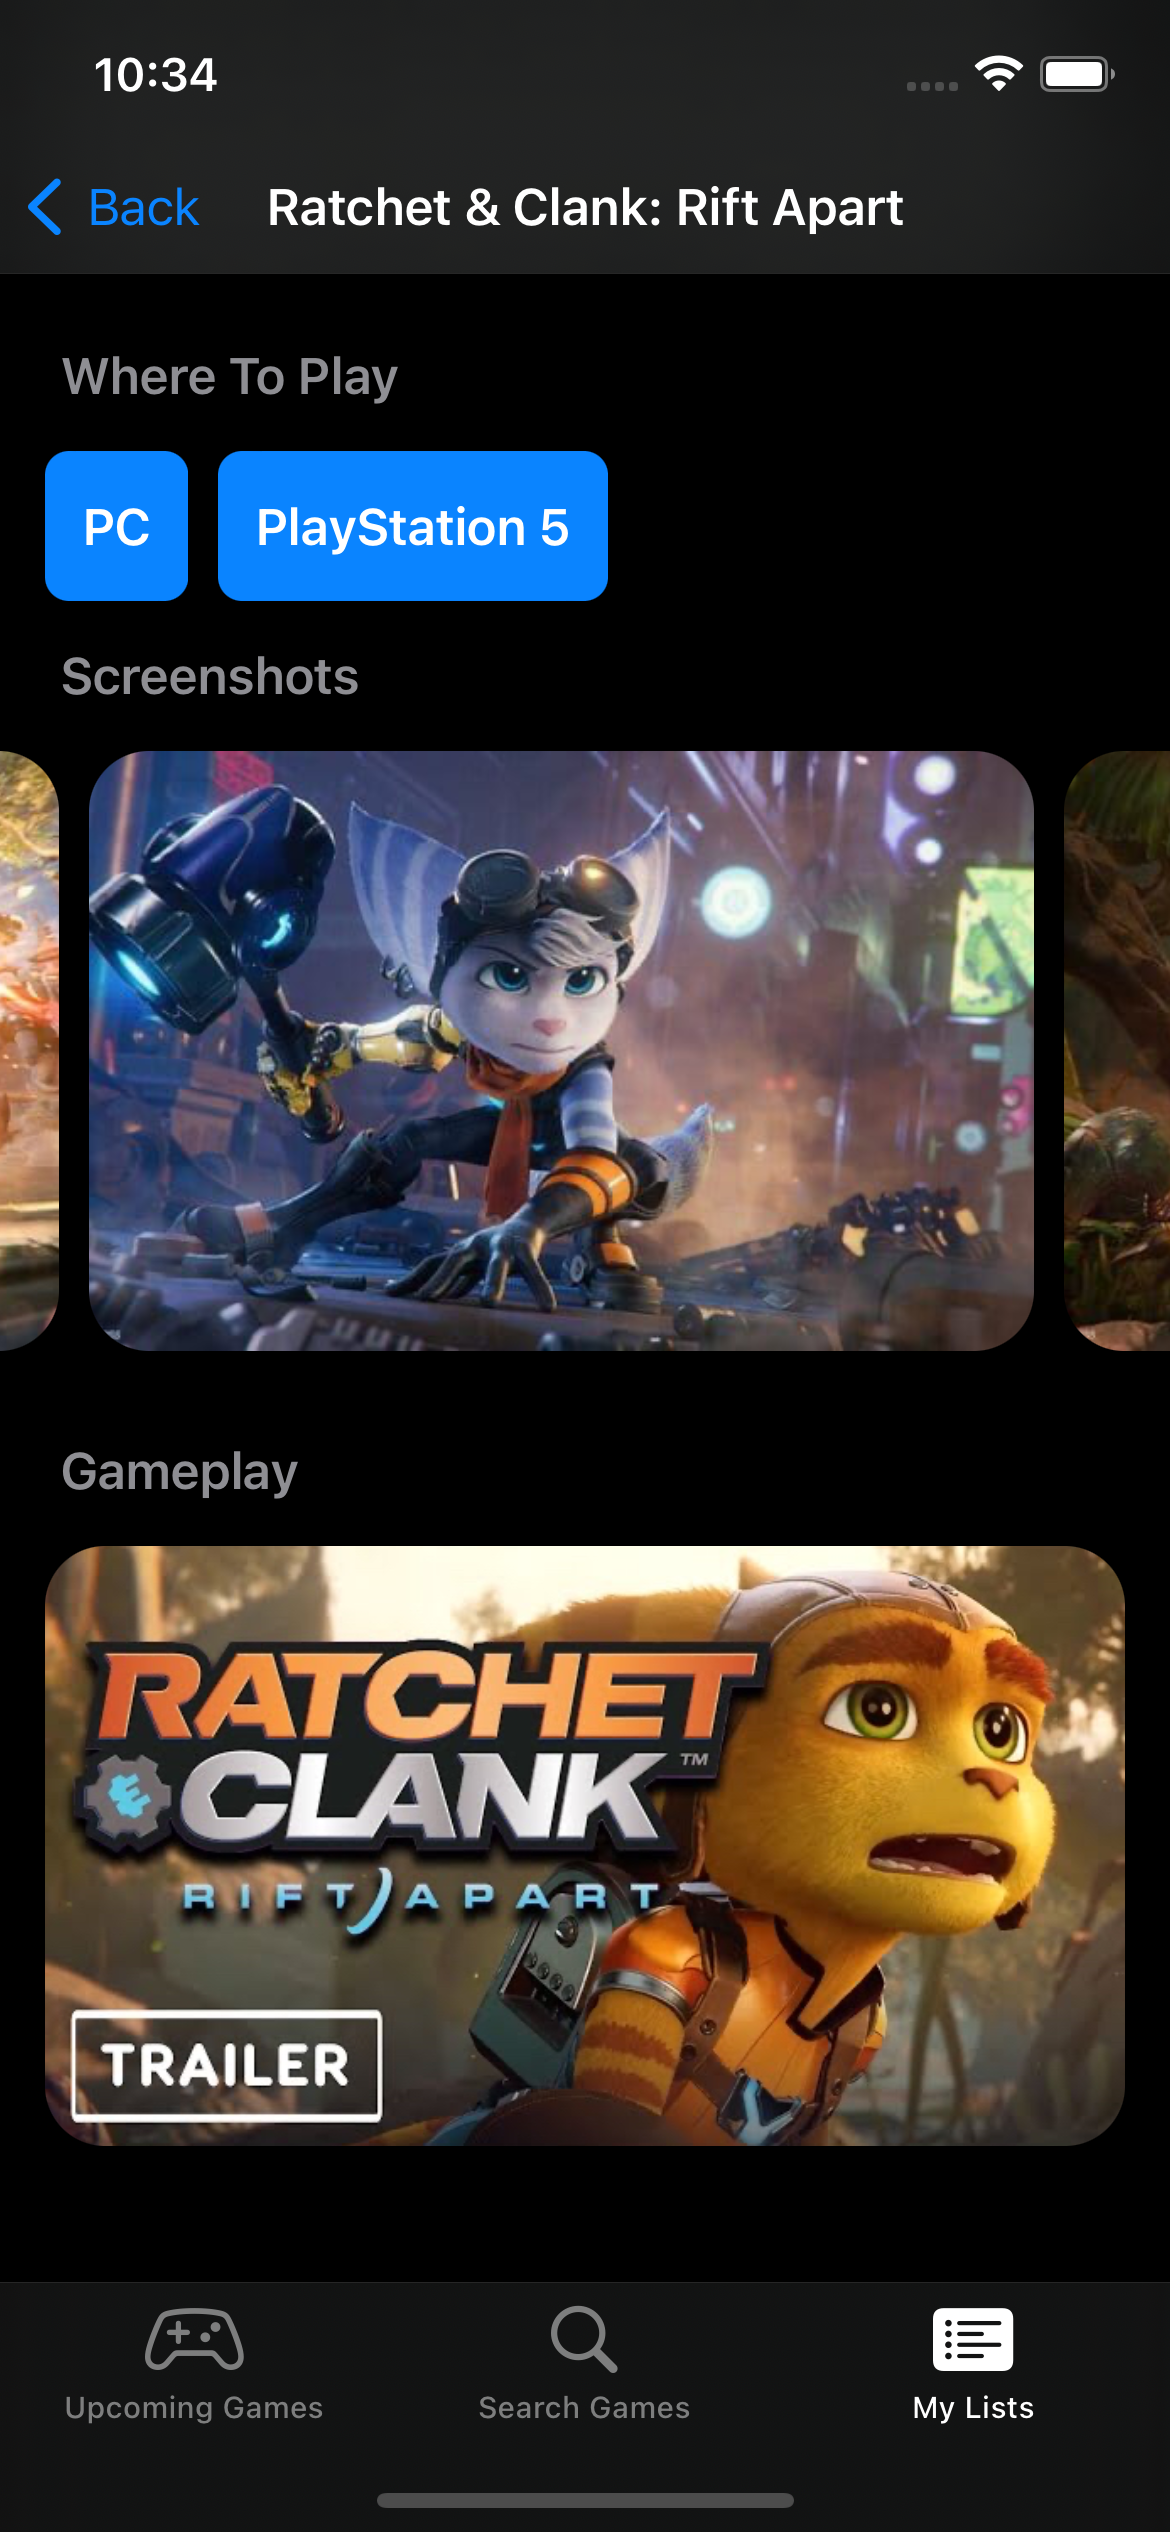 10:34
Back
Ratchet & Clank: Rift Apart
Where To Play
PC
PlayStation 5
Screenshots
Gameplay
RATCHET
CLANK™
RIFT APART
TRAILER
Upcoming Games
Search Games
My Lists